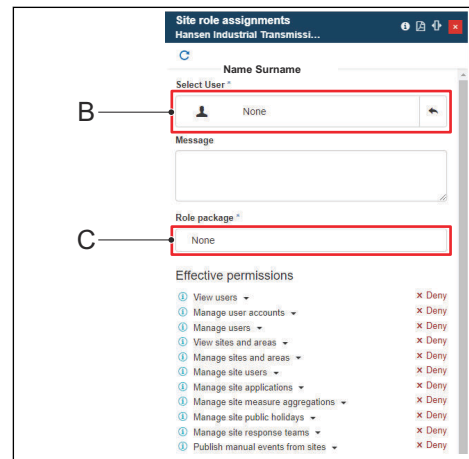 Site role assignments
Hansen Industrial Transmissi...
Name Surname
Select User *
B
None
Message
Role package *
C
None
Effective permissions
View users
x Deny
Manage user accounts
x Deny
Manage users
x Deny
View sites and areas
x Deny
Manage sites and areas
x Deny
Manage site users
x Deny
Manage site applications
x Deny
Manage site measure aggregations
x Deny
Manage site public holidays
x Deny
Manage site response teams
x Deny
Publish manual events from sites
x Deny